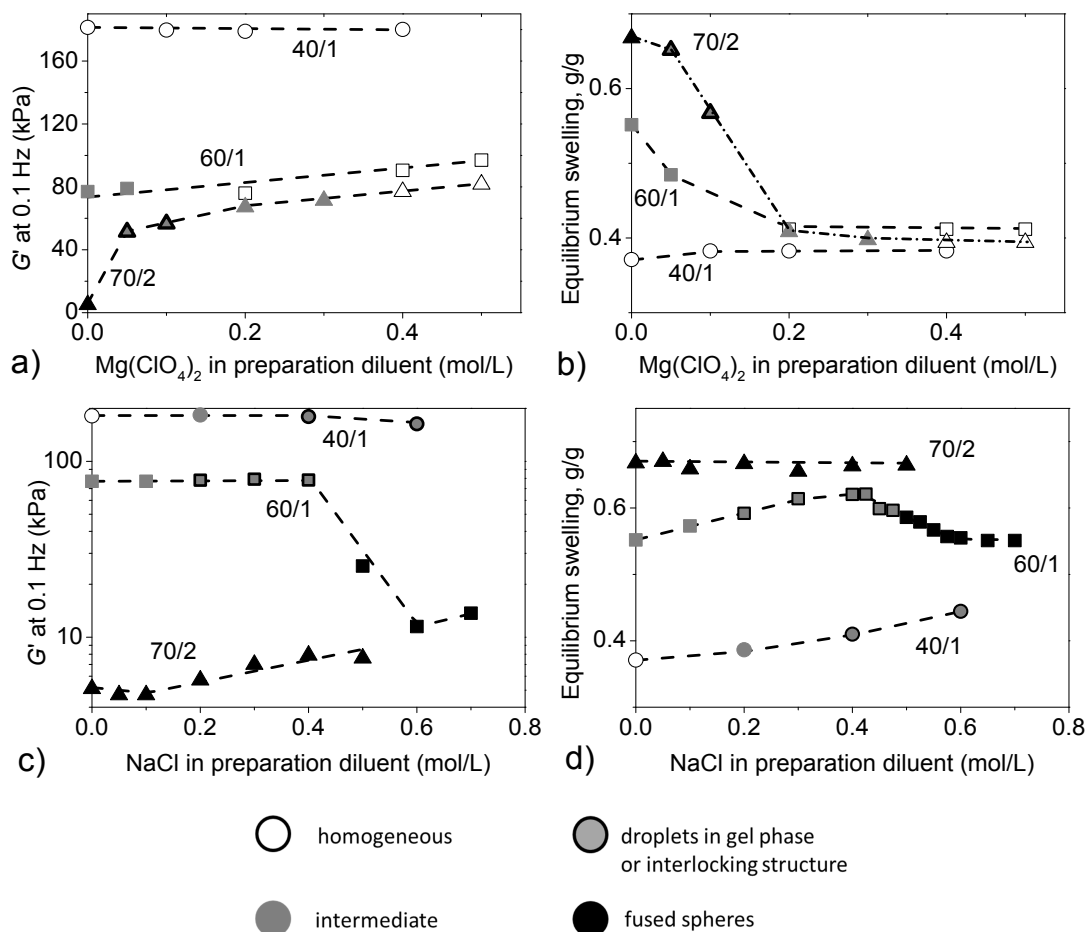 G' at 0.1 Hz (kPa)
160
120
80
40
0
0.0 0.2 0.4
40/1
60/1
70/2
a) Mg(ClO₄)₂ in preparation diluent (mol/L)
Equilibrium swelling, g/g
0.6
0.4
0.0 0.2 0.4
70/2
60/1
40/1
b) Mg(ClO₄)₂ in preparation diluent (mol/L)
G' at 0.1 Hz (kPa)
100
10
0.0 0.2 0.4 0.6 0.8
40/1
60/1
70/2
c) NaCl in preparation diluent (mol/L)
Equilibrium swelling, g/g
0.6
0.4
0.0 0.2 0.4 0.6 0.8
70/2
60/1
40/1
d) NaCl in preparation diluent (mol/L)
homogeneous
droplets in gel phase
or interlocking structure
intermediate
fused spheres